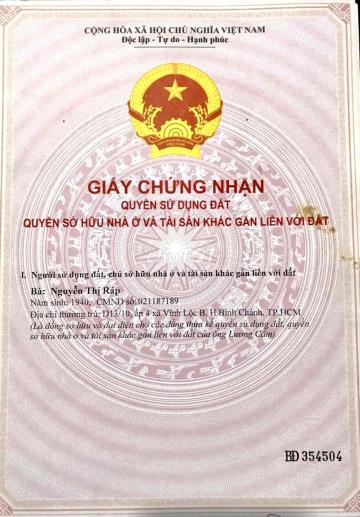 CỘNG HÒA XÃ HỘI CHỦ NGHĨA VIỆT NAM
Độc lập - Tự do - Hạnh phúc
GIẤY CHỨNG NHẬN
QUYỀN SỬ DỤNG ĐẤT
QUYỀN SỞ HỮU NHÀ Ở VÀ TÀI SẢN KHÁC GẮN LIỀN VỚI ĐẤT
I. Người sử dụng đất, chủ sở hữu nhà ở và tài sản khác gắn liền với đất
Bà: Nguyễn Thị Ráp
Năm sinh: 1940, CMND số: 021187189
Địa chỉ thường trú: D13/10, ấp 4 xã Vĩnh Lộc B, H.Bình Chánh, TP.HCM
(Là đồng sở hữu và đại diện cho các đồng thừa kế quyền sử dụng đất, quyền
sở hữu nhà ở và tài sản khác gắn liền với đất của ông Lương Cẩm)
BĐ 354504